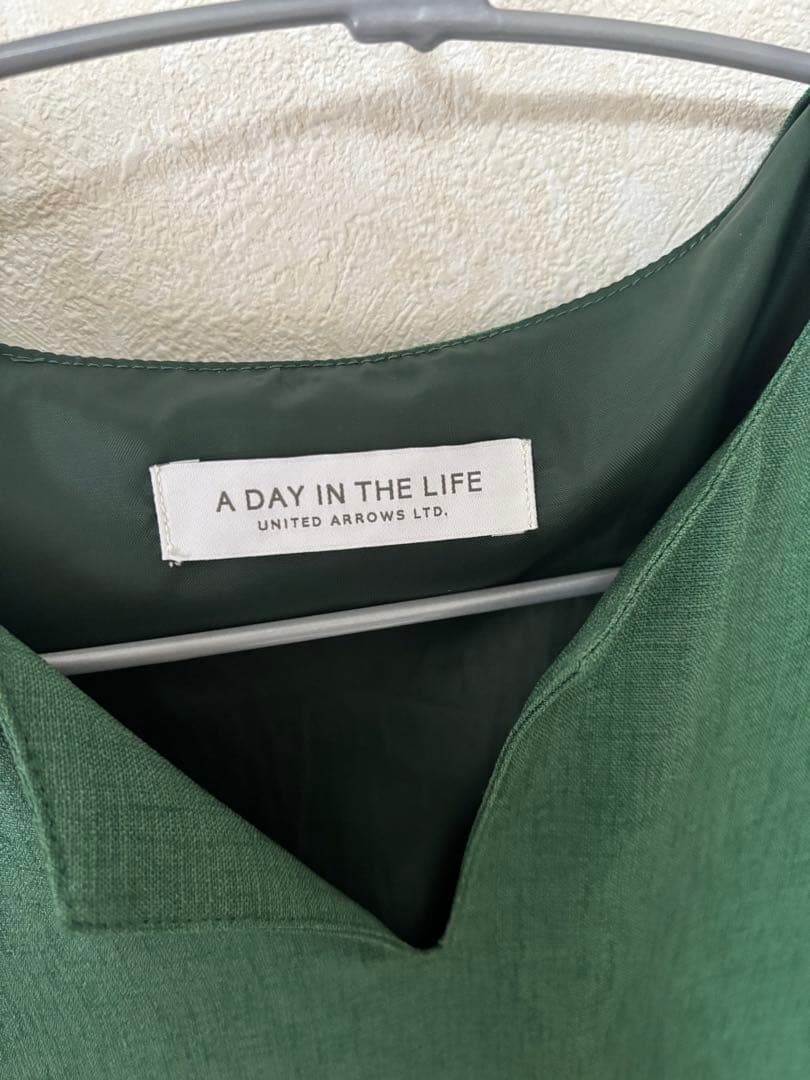 A DAY IN THE LIFE
UNITED ARROWS LTD.